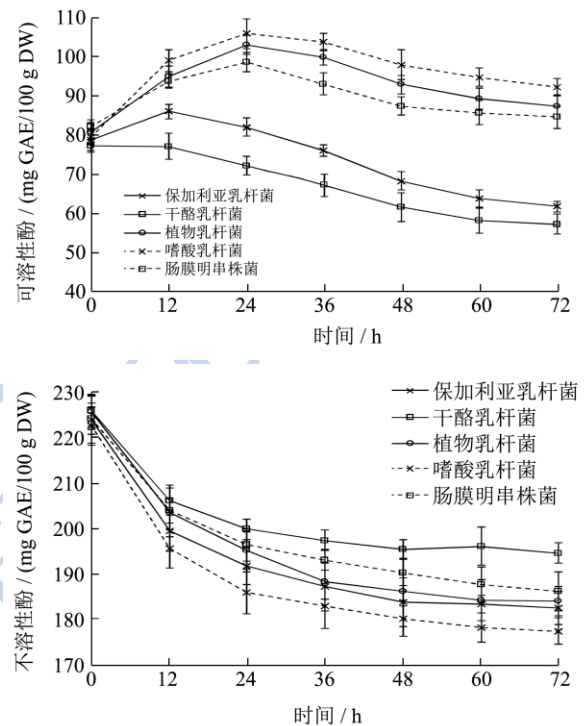 可溶性酚 / (mg GAE/100 g DW)
110
100
90
80
70
60
50
40
保加利亚乳杆菌
干酪乳杆菌
植物乳杆菌
嗜酸乳杆菌
肠膜明串株菌
0 12 24 36 48 60 72
时间 / h
不溶性酚 / (mg GAE/100 g DW)
230
220
210
200
190
180
170
保加利亚乳杆菌
干酪乳杆菌
植物乳杆菌
嗜酸乳杆菌
肠膜明串株菌
0 12 24 36 48 60 72
时间 / h